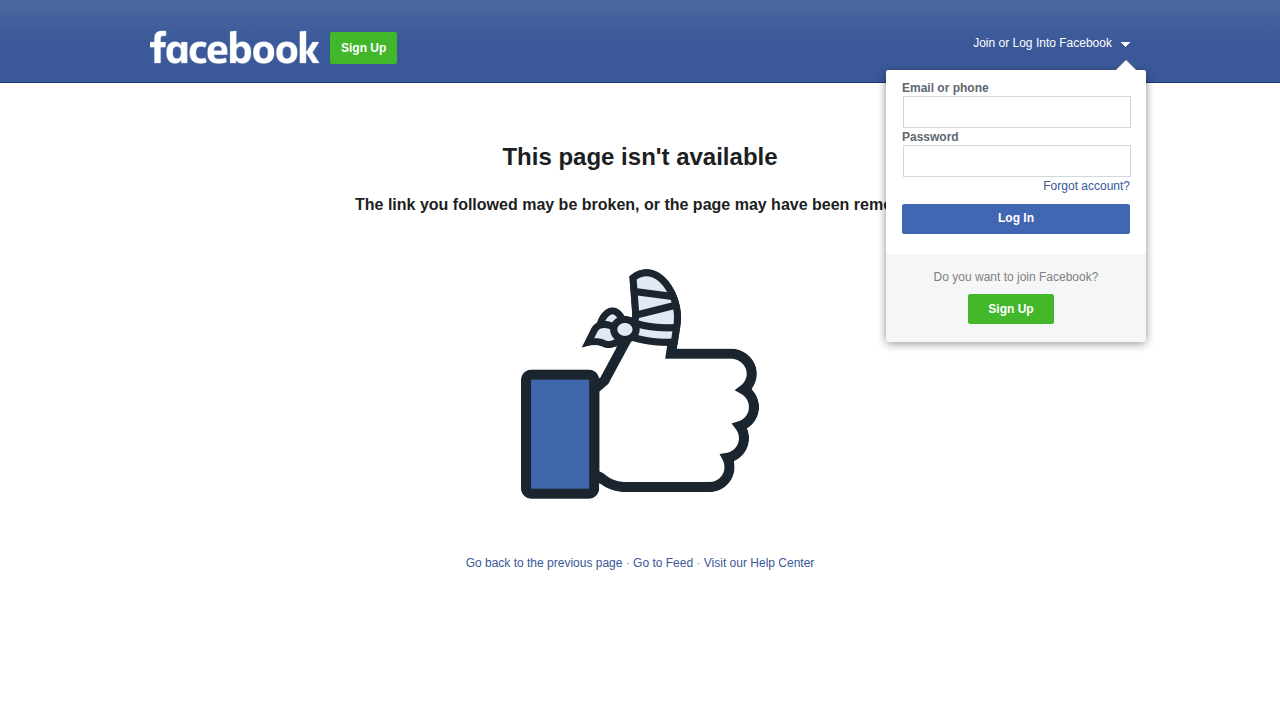 facebook
Sign Up
Join or Log Into Facebook
Email or phone
Password
Forgot account?
Log In
Do you want to join Facebook?
Sign Up
This page isn't available
The link you followed may be broken, or the page may have been
Go back to the previous page · Go to Feed · Visit our Help Center